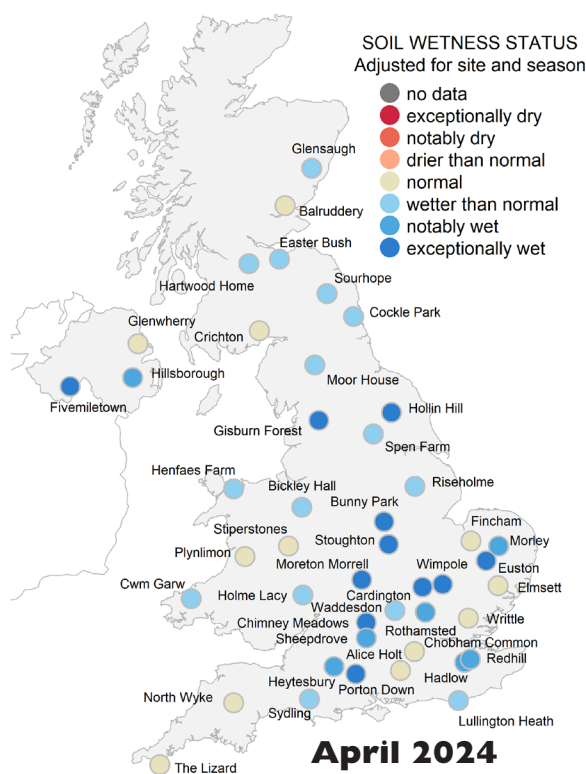 SOIL WETNESS STATUS
Adjusted for site and season
no data
exceptionally dry
notably dry
drier than normal
normal
wetter than normal
notably wet
exceptionally wet
Glensaugh
Balruddery
Easter Bush
Hartwood Home
Sourhope
Cockle Park
Glenwherry
Crichton
Hillsborough
Moor House
Fivemiletown
Hollin Hill
Gisburn Forest
Spen Farm
Henfaes Farm
Bickley Hall
Riseholme
Bunny Park
Fincham
Stiperstones
Stoughton
Morley
Plynlimon
Moreton Morrell
Wimpole
Euston
Cwm Garw
Holme Lacy
Cardington
Elmsett
Waddesdon
Chimney Meadows
Writtle
Sheepdrove
Rothamsted
Chobham Common
Alice Holt
Redhill
Heytesbury
Hadlow
Porton Down
North Wyke
Sydling
Lullington Heath
The Lizard
April 2024